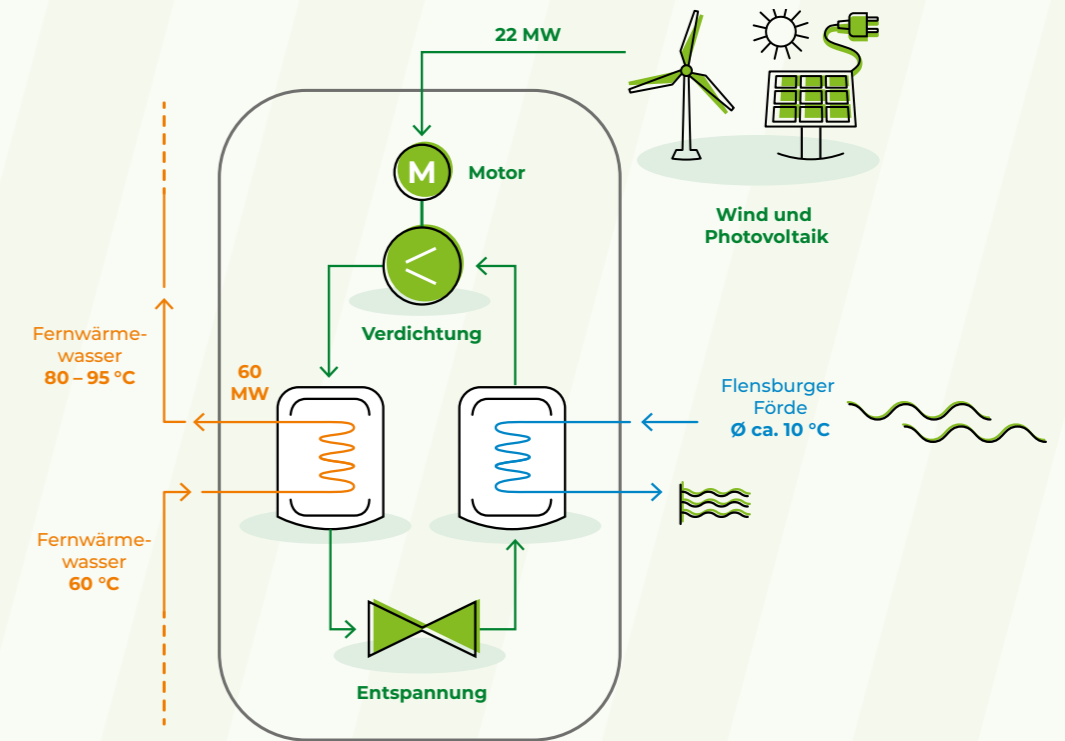 22 MW
M
Motor
Wind und
Photovoltaik
Verdichtung
Fernwärme-
wasser
80 – 95 °C
60
MW
Flensburger
Förde
Ø ca. 10 °C
Fernwärme-
wasser
60 °C
Entspannung